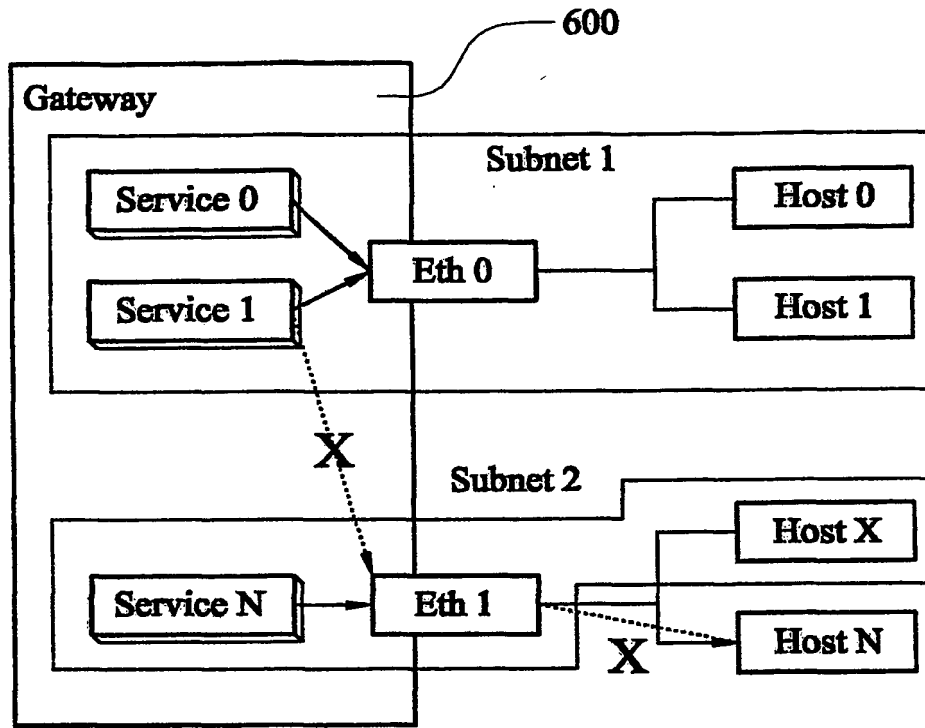 600
Gateway
Subnet 1
Service 0
Host 0
Eth 0
Service 1
Host 1
X
Subnet 2
Host X
Service N
Eth 1
Host N
X